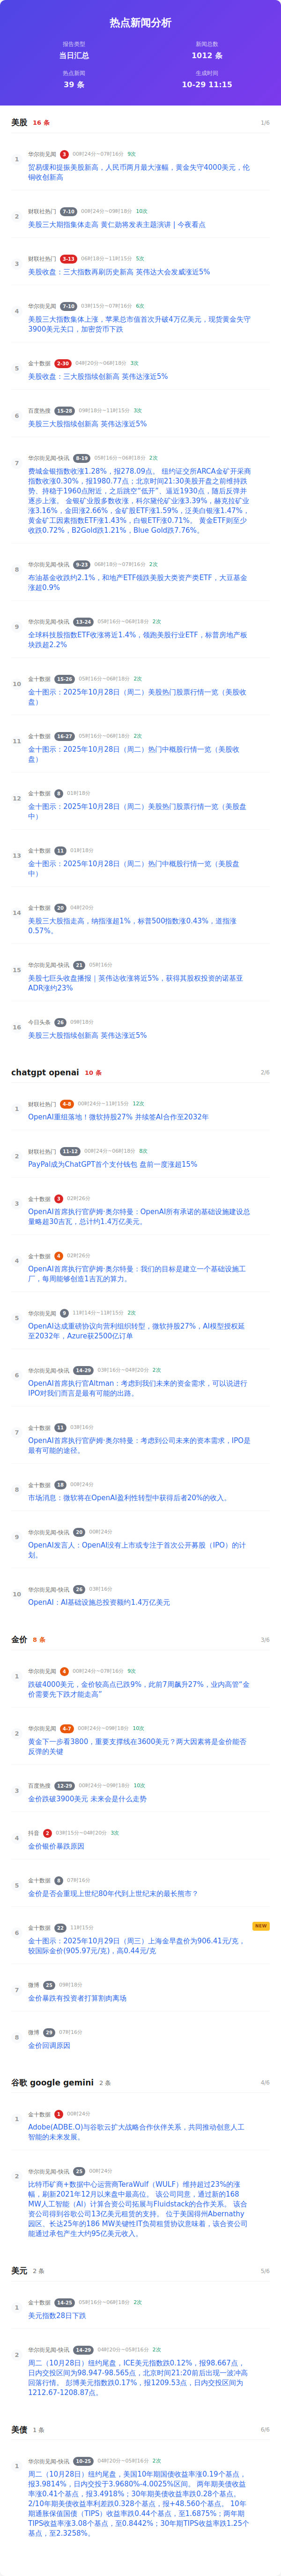 热点新闻分析
报告类型
新闻总数
当日汇总
1012 条
热点新闻
生成时间
39 条
10-29 11:15
美股 16 条 1/6
1 华尔街见闻 3 00时24分~07时16分 9次
贸易缓和提振美股新高，人民币两月最大涨幅，黄金失守4000美元，伦
铜收创新高
2 财联社热门 7-10 00时24分~09时18分 10次
美股三大期指集体走高 黄仁勋将发表主题演讲 | 今夜看点
3 财联社热门 3-13 06时18分~11时15分 5次
美股收盘：三大指数再刷历史新高 英伟达大会发威涨近5%
4 华尔街见闻 7-10 03时15分~07时16分 6次
美股三大指数集体上涨，苹果总市值首次升破4万亿美元，现货黄金失守
3900美元关口，加密货币下跌
5 金十数据 2-30 04时20分~06时18分 3次
美股收盘：三大股指续创新高 英伟达涨近5%
6 百度热搜 15-29 09时18分~11时15分 3次
美股三大股指续创新高 英伟达涨近5%
7 华尔街见闻-快讯 8-19 05时16分~06时18分 2次
费城金银指数收涨1.28%，报278.09点。 纽约证交所ARCA金矿开采商
指数收涨0.30%，报1980.77点；北京时间21:30美股开盘之前维持跌
势、持稳于1960点附近，之后跳空“低开”、逼近1930点，随后反弹并
逐步上涨。 金银矿业股多数收涨，科尔黛伦矿业涨3.39%，赫克拉矿业
涨3.16%，金田涨2.66%，金矿股ETF涨1.59%，泛美白银涨1.47%，
黄金矿工因素指数ETF涨1.43%，白银ETF涨0.71%。 黄金ETF则至少
收跌0.72%，B2Gold跌1.21%，Blue Gold跌7.76%。
8 华尔街见闻-快讯 9-23 06时18分~07时16分 2次
布油基金收跌约2.1%，和地产ETF领跌美股大类资产类ETF，大豆基金
涨超0.9%
9 华尔街见闻-快讯 13-24 05时16分~06时18分 2次
全球科技股指数ETF收涨将近1.4%，领跑美股行业ETF，标普房地产板
块跌超2.2%
10 金十数据 15-26 05时16分~06时18分 2次
金十图示：2025年10月28日（周二）美股热门股票行情一览（美股收
盘）
11 金十数据 16-27 05时16分~06时18分 2次
金十图示：2025年10月28日（周二）热门中概股行情一览（美股收
盘）
12 金十数据 8 01时18分
金十图示：2025年10月28日（周二）美股热门股票行情一览（美股盘
中）
13 金十数据 11 01时18分
金十图示：2025年10月28日（周二）热门中概股行情一览（美股盘
中）
14 金十数据 20 04时20分
美股三大股指走高，纳指涨超1%，标普500指数涨0.43%，道指涨
0.57%。
15 华尔街见闻-快讯 21 05时16分
美股七巨头收盘播报｜英伟达收涨将近5%，获得其股权投资的诺基亚
ADR涨约23%
16 今日头条 26 09时18分
美股三大股指续创新高 英伟达涨近5%
chatgpt openai 10 条 2/6
1 财联社热门 4-8 00时24分~11时15分 12次
OpenAI重组落地！微软持股27% 并续签AI合作至2032年
2 财联社热门 11-12 00时24分~06时18分 8次
PayPal成为ChatGPT首个支付钱包 盘前一度涨超15%
3 金十数据 3 02时26分
OpenAI首席执行官萨姆·奥尔特曼：OpenAI所有承诺的基础设施建设总
量略超30吉瓦，总计约1.4万亿美元。
4 金十数据 4 02时26分
OpenAI首席执行官萨姆·奥尔特曼：我们的目标是建立一个基础设施工
厂，每周能够创造1吉瓦的算力。
5 华尔街见闻 9 11时14分~11时15分 2次
OpenAI达成重磅协议向营利组织转型，微软持股27%，AI模型授权延
至2032年，Azure获2500亿订单
6 华尔街见闻-快讯 14-29 03时16分~04时20分 2次
OpenAI首席执行官Altman：考虑到我们未来的资金需求，可以说进行
IPO对我们而言是最有可能的出路。
7 金十数据 11 03时16分
OpenAI首席执行官萨姆·奥尔特曼：考虑到公司未来的资本需求，IPO是
最有可能的途径。
8 金十数据 18 00时24分
市场消息：微软将在OpenAI盈利性转型中获得后者20%的收入。
9 华尔街见闻-快讯 20 00时24分
OpenAI发言人：OpenAI没有上市或专注于首次公开募股（IPO）的计
划。
10 华尔街见闻-快讯 26 03时16分
OpenAI：AI基础设施总投资额约1.4万亿美元
金价 8 条 3/6
1 华尔街见闻 4 00时24分~07时16分 9次
跌破4000美元，金价较高点已跌9%，此前7周飙升27%，业内高管“金
价需要先下跌才能走高”
2 华尔街见闻 4-7 00时24分~09时18分 10次
黄金下一步看3800，重要支撑线在3600美元？两大因素将是金价能否
反弹的关键
3 百度热搜 12-29 00时24分~09时18分 10次
金价跌破3900美元 未来会是什么走势
4 抖音 2 03时15分~04时20分 3次
金价银价暴跌原因
5 金十数据 8 07时16分
金价是否会重现上世纪80年代到上世纪末的最长熊市？
6 金十数据 22 11时15分 NEW
金十图示：2025年10月29日（周三）上海金早盘价为906.41元/克，
较国际金价(905.97元/克)，高0.44元/克
7 微博 25 09时18分
金价暴跌有投资者打算割肉离场
8 微博 29 07时16分
金价回调原因
谷歌 google gemini 2 条 4/6
1 金十数据 1 00时24分
Adobe(ADBE.O)与谷歌云扩大战略合作伙伴关系，共同推动创意人工
智能的未来发展。
2 华尔街见闻-快讯 25 00时24分
比特币矿商+数据中心运营商TeraWulf（WULF）维持超过23%的涨
幅，刷新2021年12月以来盘中最高位。 该公司同意，通过新的168
MW人工智能（AI）计算合资公司拓展与Fluidstack的合作关系。 该合
资公司得到谷歌公司13亿美元租赁的支持。 位于美国得州Abernathy
园区、长达25年的186 MW关键性IT负荷租赁协议意味着，该合资公司
能通过承包产生大约95亿美元收入。
美元 2 条 5/6
1 金十数据 14-25 05时16分~06时18分 2次
美元指数28日下跌
2 华尔街见闻-快讯 14-29 04时20分~05时16分 2次
周二（10月28日）纽约尾盘，ICE美元指数跌0.12%，报98.667点，
日内交投区间为98.947-98.565点，北京时间21:20前后出现一波冲高
回落行情。 彭博美元指数跌0.17%，报1209.53点，日内交投区间为
1212.67-1208.87点。
美债 1 条 6/6
1 华尔街见闻-快讯 10-25 04时20分~05时16分 2次
周二（10月28日）纽约尾盘，美国10年期国债收益率涨0.19个基点，
报3.9814%，日内交投于3.9680%-4.0025%区间。 两年期美债收益
率涨0.41个基点，报3.4918%；30年期美债收益率跌0.28个基点。
2/10年期美债收益率利差跌0.328个基点，报+48.560个基点。 10年
期通胀保值国债（TIPS）收益率跌0.44个基点，至1.6875%；两年期
TIPS收益率涨3.08个基点，至0.8442%；30年期TIPS收益率跌1.25个
基点，至2.3258%。